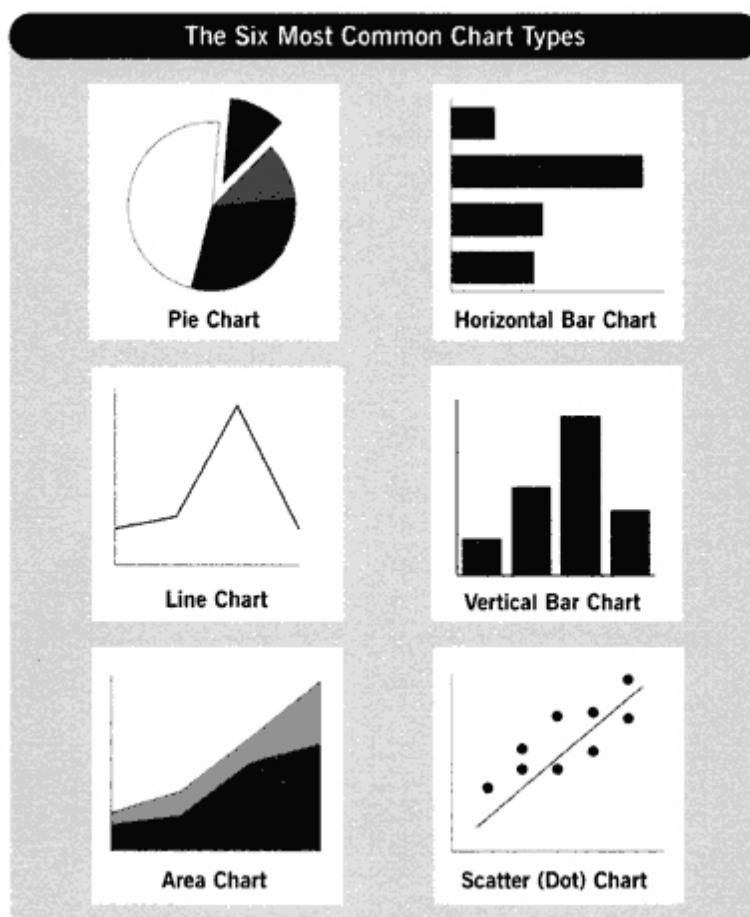 The Six Most Common Chart Types
Pie Chart
Horizontal Bar Chart
Line Chart
Vertical Bar Chart
Area Chart
Scatter (Dot) Chart